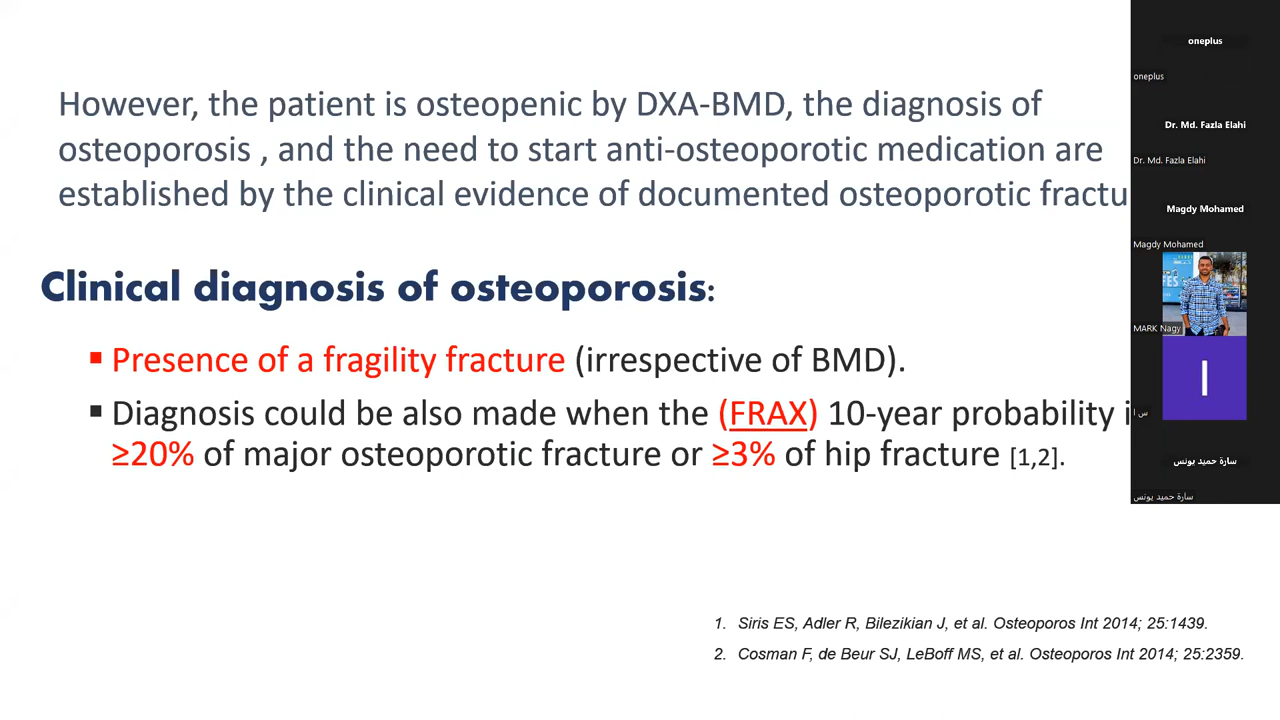 However, the patient is osteopenic by DXA-BMD, the diagnosis of
osteoporosis , and the need to start anti-osteoporotic medication are
established by the clinical evidence of documented osteoporotic fractu
Clinical diagnosis of osteoporosis:
▪ Presence of a fragility fracture (irrespective of BMD).
▪ Diagnosis could be also made when the (FRAX) 10-year probability i
≥20% of major osteoporotic fracture or ≥3% of hip fracture [1,2].
1. Siris ES, Adler R, Bilezikian J, et al. Osteoporos Int 2014; 25:1439.
2. Cosman F, de Beur SJ, LeBoff MS, et al. Osteoporos Int 2014; 25:2359.
oneplus
oneplus
Dr. Md. Fazla Elahi
Dr. Md. Fazla Elahi
Magdy Mohamed
Magdy Mohamed
MARK Nagy
I
س ا
سارة حميد يونس
سارة حميد يونس